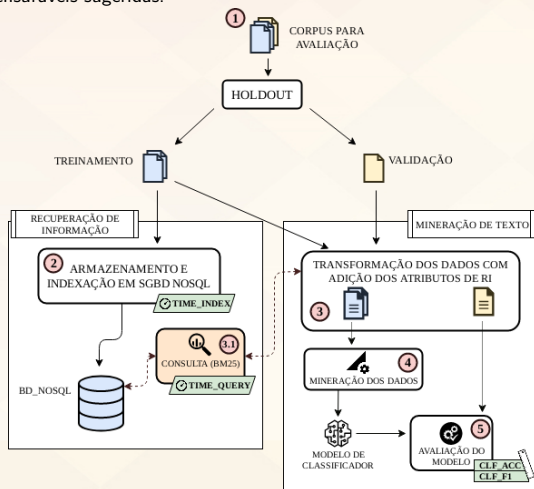 sugeridas.
1
CORPUS PARA
AVALIAÇÃO
HOLDOUT
TREINAMENTO
VALIDAÇÃO
RECUPERAÇÃO DE
INFORMAÇÃO
MINERAÇÃO DE TEXTO
2
ARMAZENAMENTO E
INDEXAÇÃO EM SGBD NOSQL
TIME_INDEX
TRANSFORMAÇÃO DOS DADOS COM
ADIÇÃO DOS ATRIBUTOS DE RI
3
3.1
CONSULTA (BM25)
TIME_QUERY
BD_NOSQL
4
MINERAÇÃO DOS DADOS
MODELO DE
CLASSIFICADOR
5
AVALIAÇÃO DO
MODELO
CLF_ACC
CLF_F1